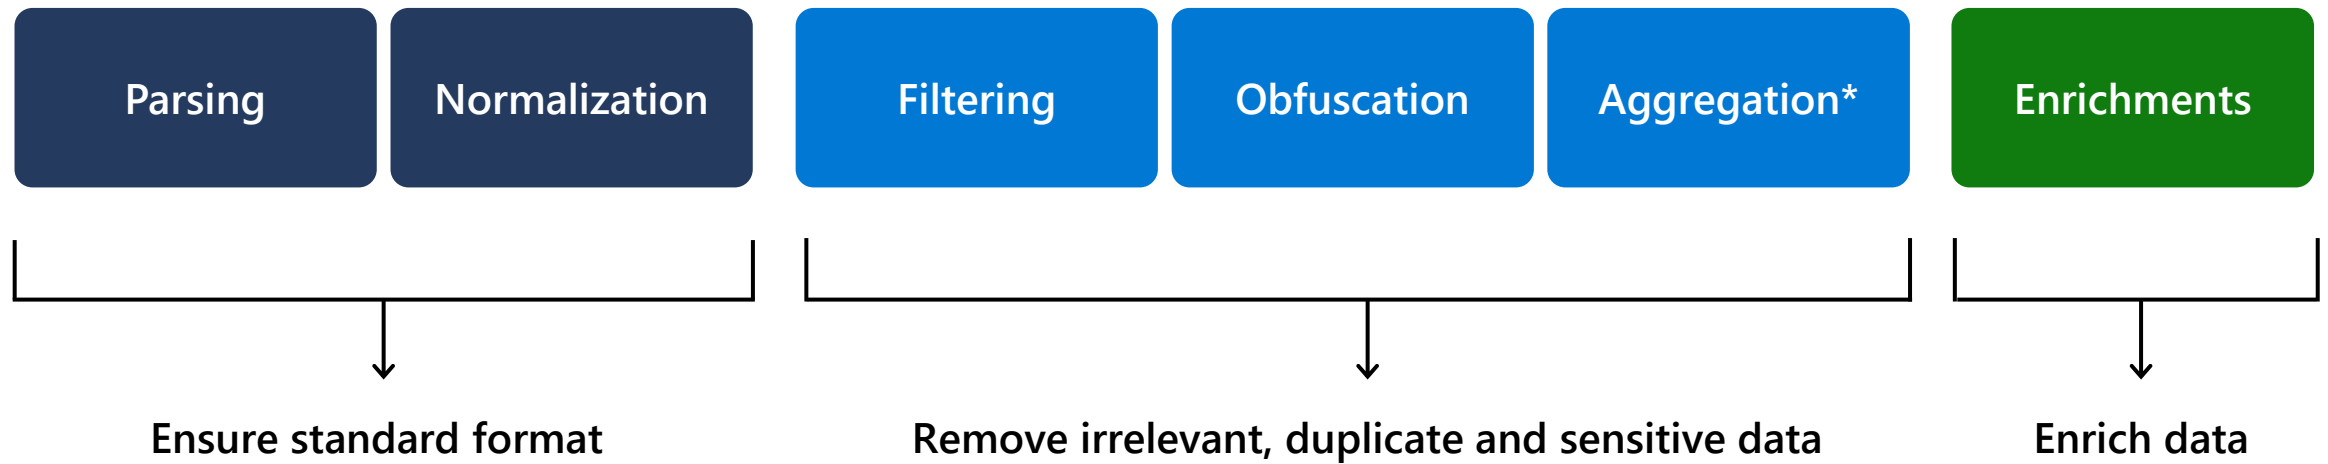 Parsing
Normalization
Filtering
Obfuscation
Aggregation*
Enrichments
Ensure standard format
Remove irrelevant, duplicate and sensitive data
Enrich data